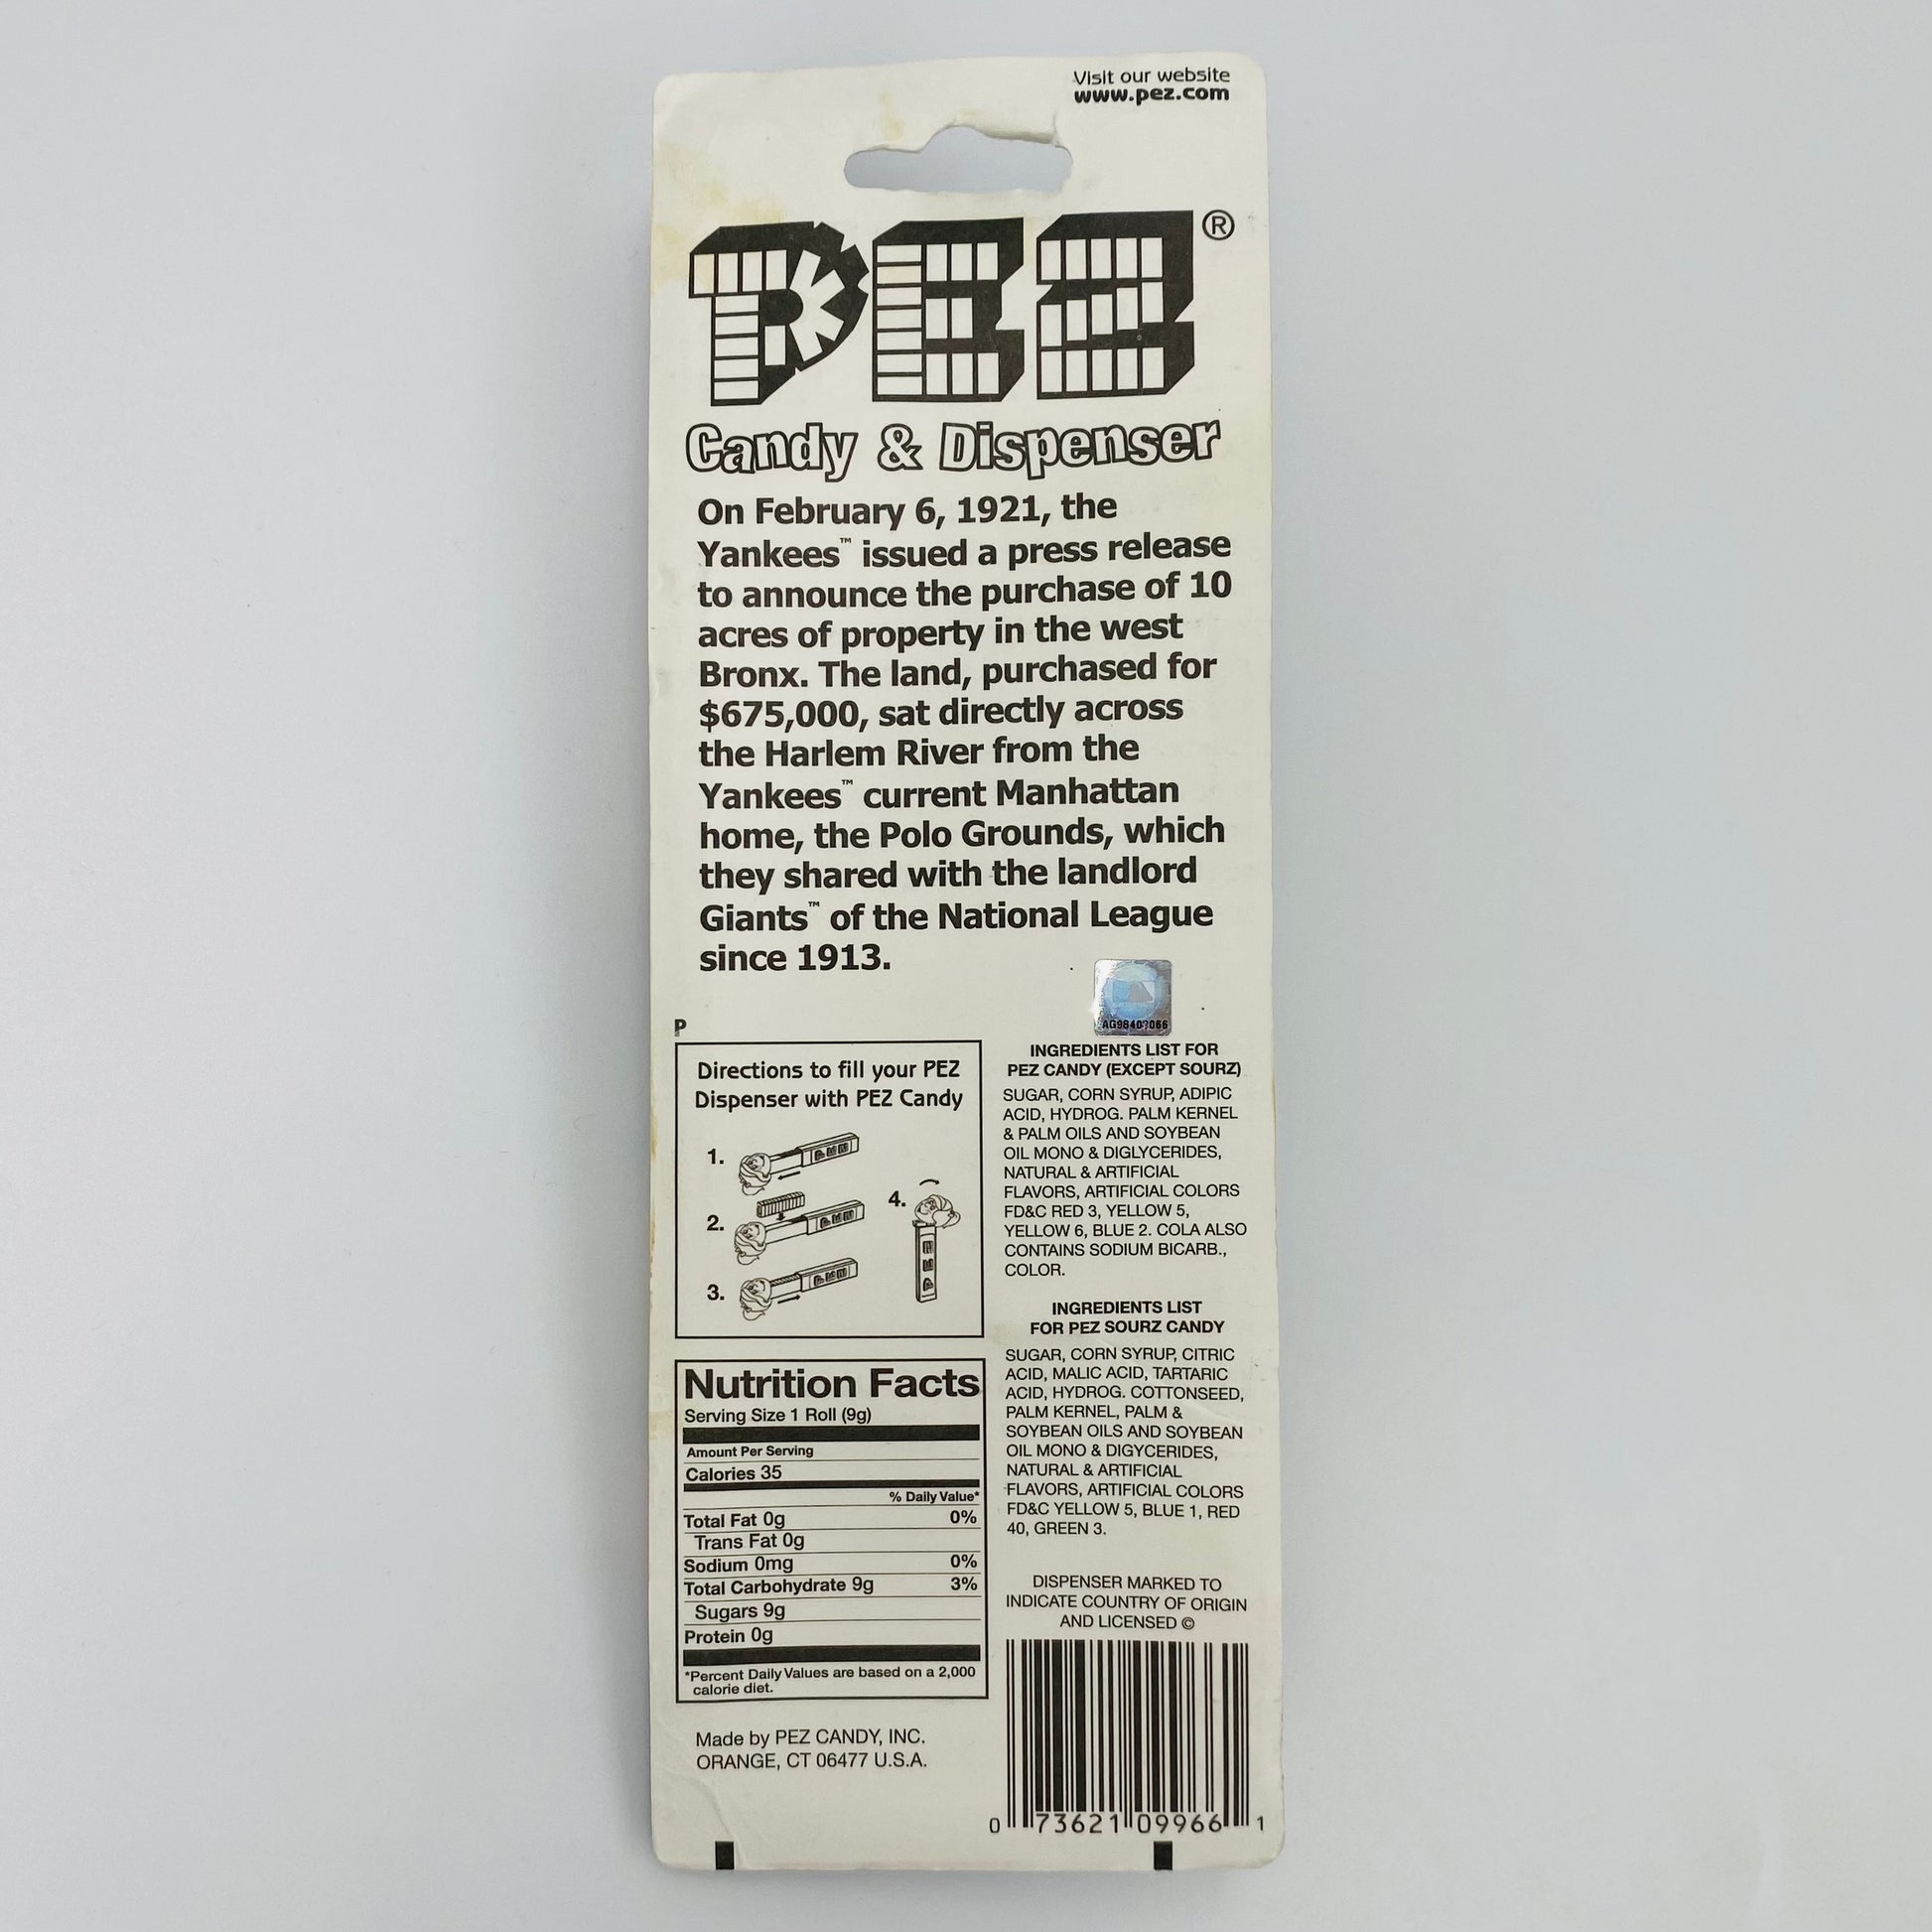 Visit our website
www.pez.com
PEZ®
Candy & Dispenser
On February 6, 1921, the
Yankees™ issued a press release
to announce the purchase of 10
acres of property in the west
Bronx. The land, purchased for
$675,000, sat directly across
the Harlem River from the
Yankees™ current Manhattan
home, the Polo Grounds, which
they shared with the landlord
Giants™ of the National League
since 1913.
P
Directions to fill your PEZ
Dispenser with PEZ Candy
1.
2.
3.
4.
Nutrition Facts
Serving Size 1 Roll (9g)
Amount Per Serving
Calories 35
% Daily Value*
Total Fat 0g 0%
Trans Fat 0g
Sodium 0mg 0%
Total Carbohydrate 9g 3%
Sugars 9g
Protein 0g
*Percent Daily Values are based on a 2,000
calorie diet.
Made by PEZ CANDY, INC.
ORANGE, CT 06477 U.S.A.
INGREDIENTS LIST FOR
PEZ CANDY (EXCEPT SOURZ)
SUGAR, CORN SYRUP, ADIPIC
ACID, HYDROG. PALM KERNEL
& PALM OILS AND SOYBEAN
OIL MONO & DIGLYCERIDES,
NATURAL & ARTIFICIAL
FLAVORS, ARTIFICIAL COLORS
FD&C RED 3, YELLOW 5,
YELLOW 6, BLUE 2. COLA ALSO
CONTAINS SODIUM BICARB.,
COLOR.
INGREDIENTS LIST
FOR PEZ SOURZ CANDY
SUGAR, CORN SYRUP, CITRIC
ACID, MALIC ACID, TARTARIC
ACID, HYDROG. COTTONSEED,
PALM KERNEL, PALM &
SOYBEAN OILS AND SOYBEAN
OIL MONO & DIGYCERIDES,
NATURAL & ARTIFICIAL
FLAVORS, ARTIFICIAL COLORS
FD&C YELLOW 5, BLUE 1, RED
40, GREEN 3.
DISPENSER MARKED TO
INDICATE COUNTRY OF ORIGIN
AND LICENSED ©
0 73621 09966 1